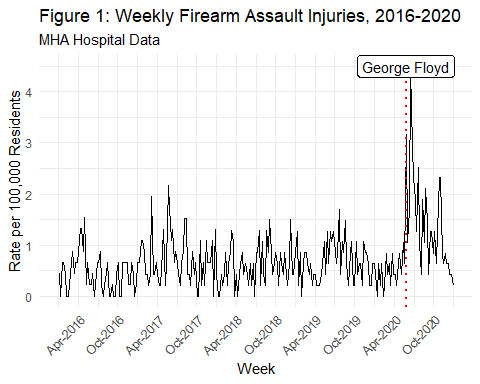 Figure 1: Weekly Firearm Assault Injuries, 2016-2020
MHA Hospital Data
George Floyd
Rate per 100,000 Residents
4
3
2
1
0
Apr-2016
Oct-2016
Apr-2017
Oct-2017
Apr-2018
Oct-2018
Apr-2019
Oct-2019
Apr-2020
Oct-2020
Week